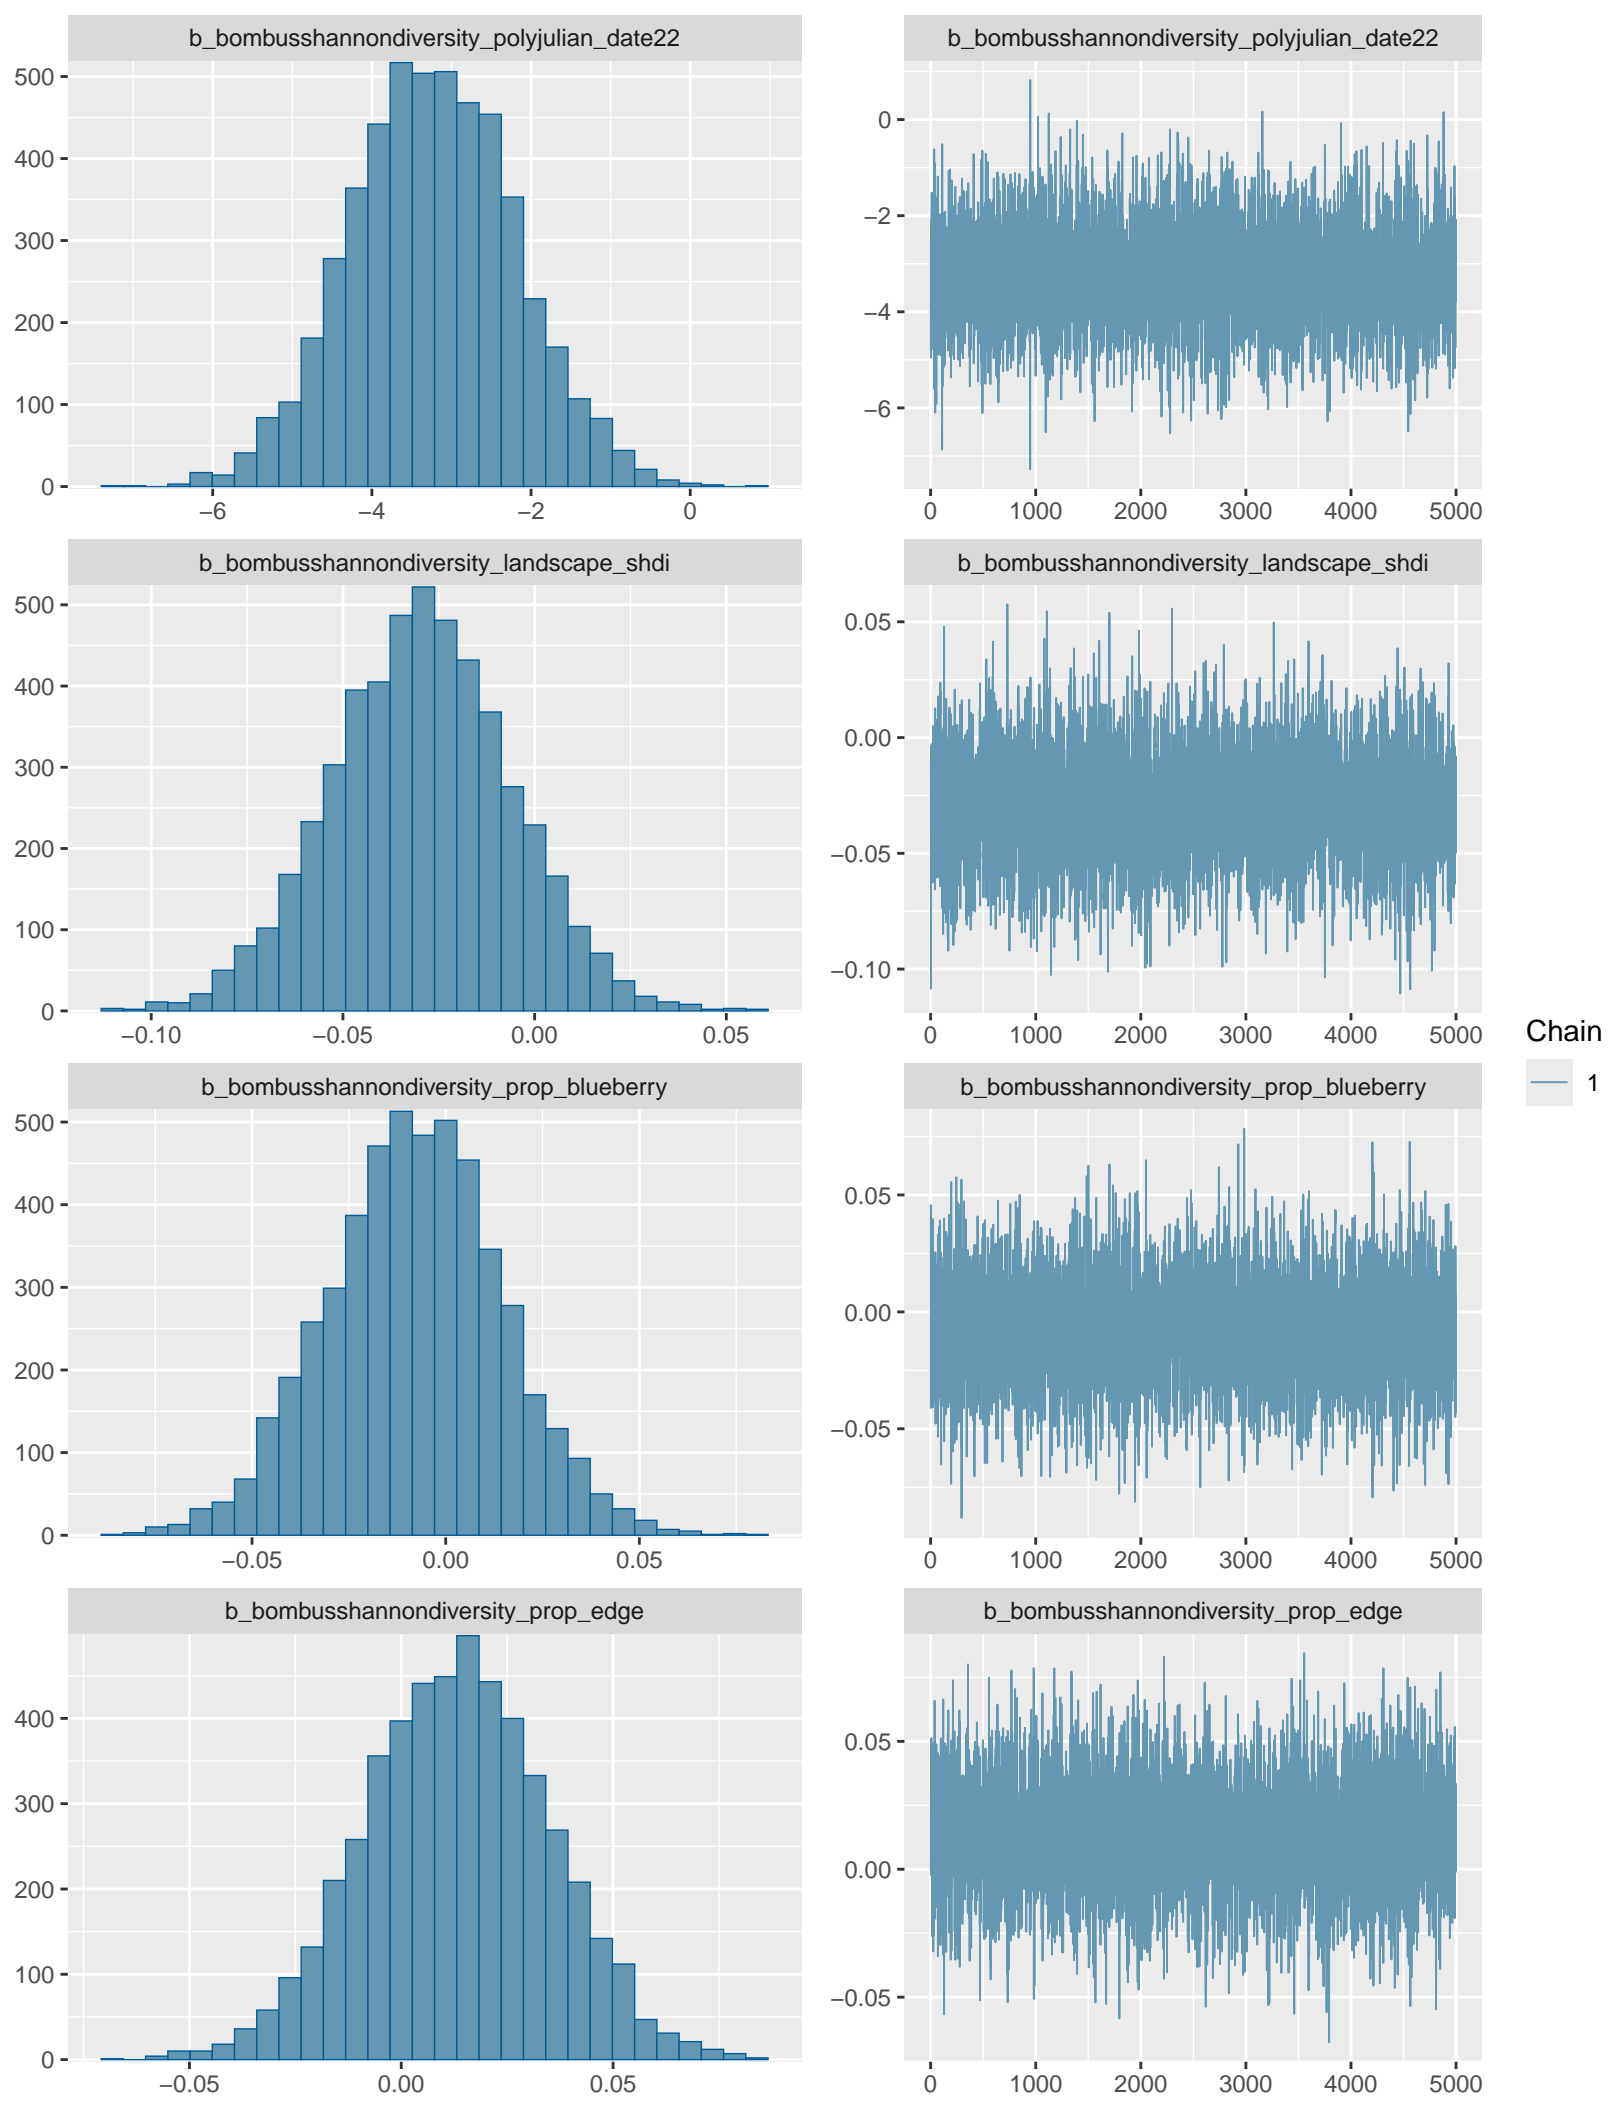 b_bombusshannondiversity_polyjulian_date22
500
400
300
200
100
0
−6 −4 −2 0
b_bombusshannondiversity_polyjulian_date22
0
−2
−4
−6
0 1000 2000 3000 4000 5000
b_bombusshannondiversity_landscape_shdi
500
400
300
200
100
0
−0.10 −0.05 0.00 0.05
b_bombusshannondiversity_landscape_shdi
0.05
0.00
−0.05
−0.10
0 1000 2000 3000 4000 5000
b_bombusshannondiversity_prop_blueberry
500
400
300
200
100
0
−0.05 0.00 0.05
b_bombusshannondiversity_prop_blueberry
0.05
0.00
−0.05
0 1000 2000 3000 4000 5000
b_bombusshannondiversity_prop_edge
400
300
200
100
0
−0.05 0.00 0.05
b_bombusshannondiversity_prop_edge
0.05
0.00
−0.05
0 1000 2000 3000 4000 5000
Chain
1